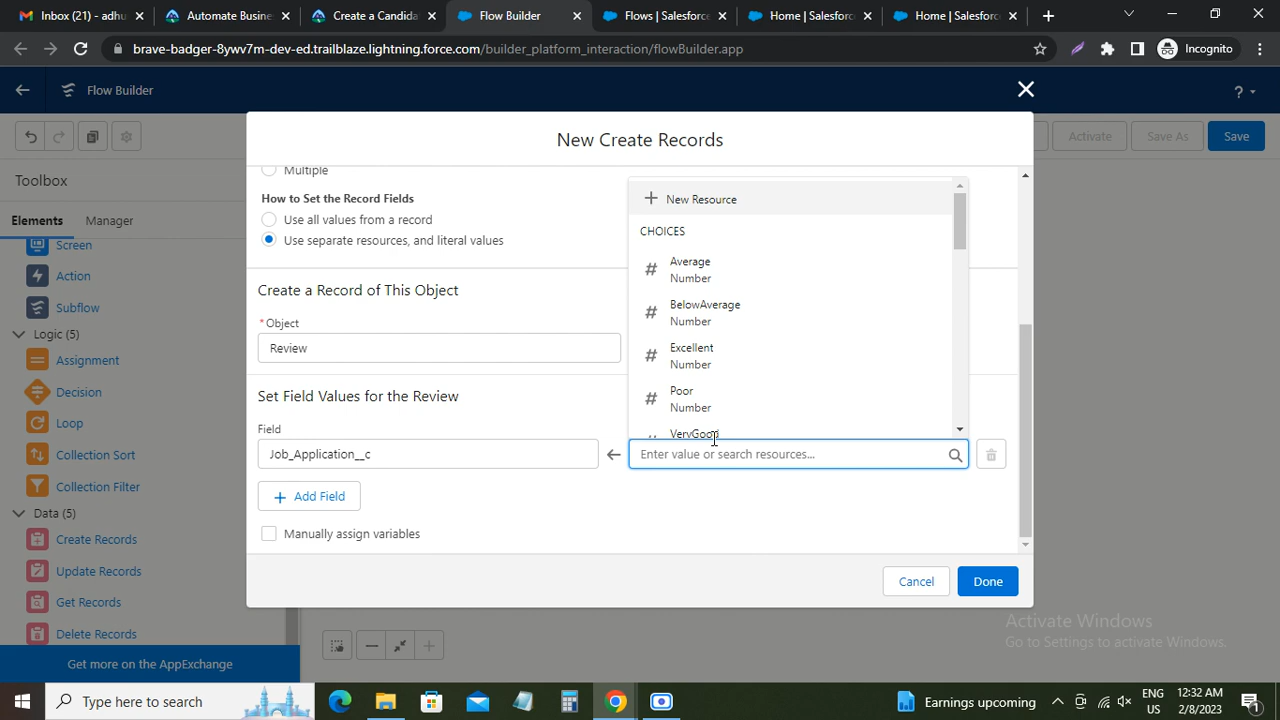 Inbox (21) - adhu
Automate Busine
Create a Candida
Flow Builder
Flows | Salesforce
Home | Salesforc
Home | Salesforc
brave-badger-8ywv7m-dev-ed.trailblaze.lightning.force.com/builder_platform_interaction/flowBuilder.app
Incognito
Flow Builder
?
New Create Records
Activate
Save As
Save
Toolbox
Elements
Manager
Screen
Action
Subflow
Logic (5)
Assignment
Decision
Loop
Collection Sort
Collection Filter
Data (5)
Create Records
Update Records
Get Records
Delete Records
Get more on the AppExchange
Multiple
How to Set the Record Fields
Use all values from a record
Use separate resources, and literal values
Create a Record of This Object
* Object
Review
Set Field Values for the Review
Field
Job_Application__c
Add Field
Manually assign variables
New Resource
CHOICES
Average
Number
BelowAverage
Number
Excellent
Number
Poor
Number
VeryGood
Enter value or search resources...
Cancel
Done
Activate Windows
Go to Settings to activate Windows.
Type here to search
Earnings upcoming
ENG
US
12:32 AM
2/8/2023
1